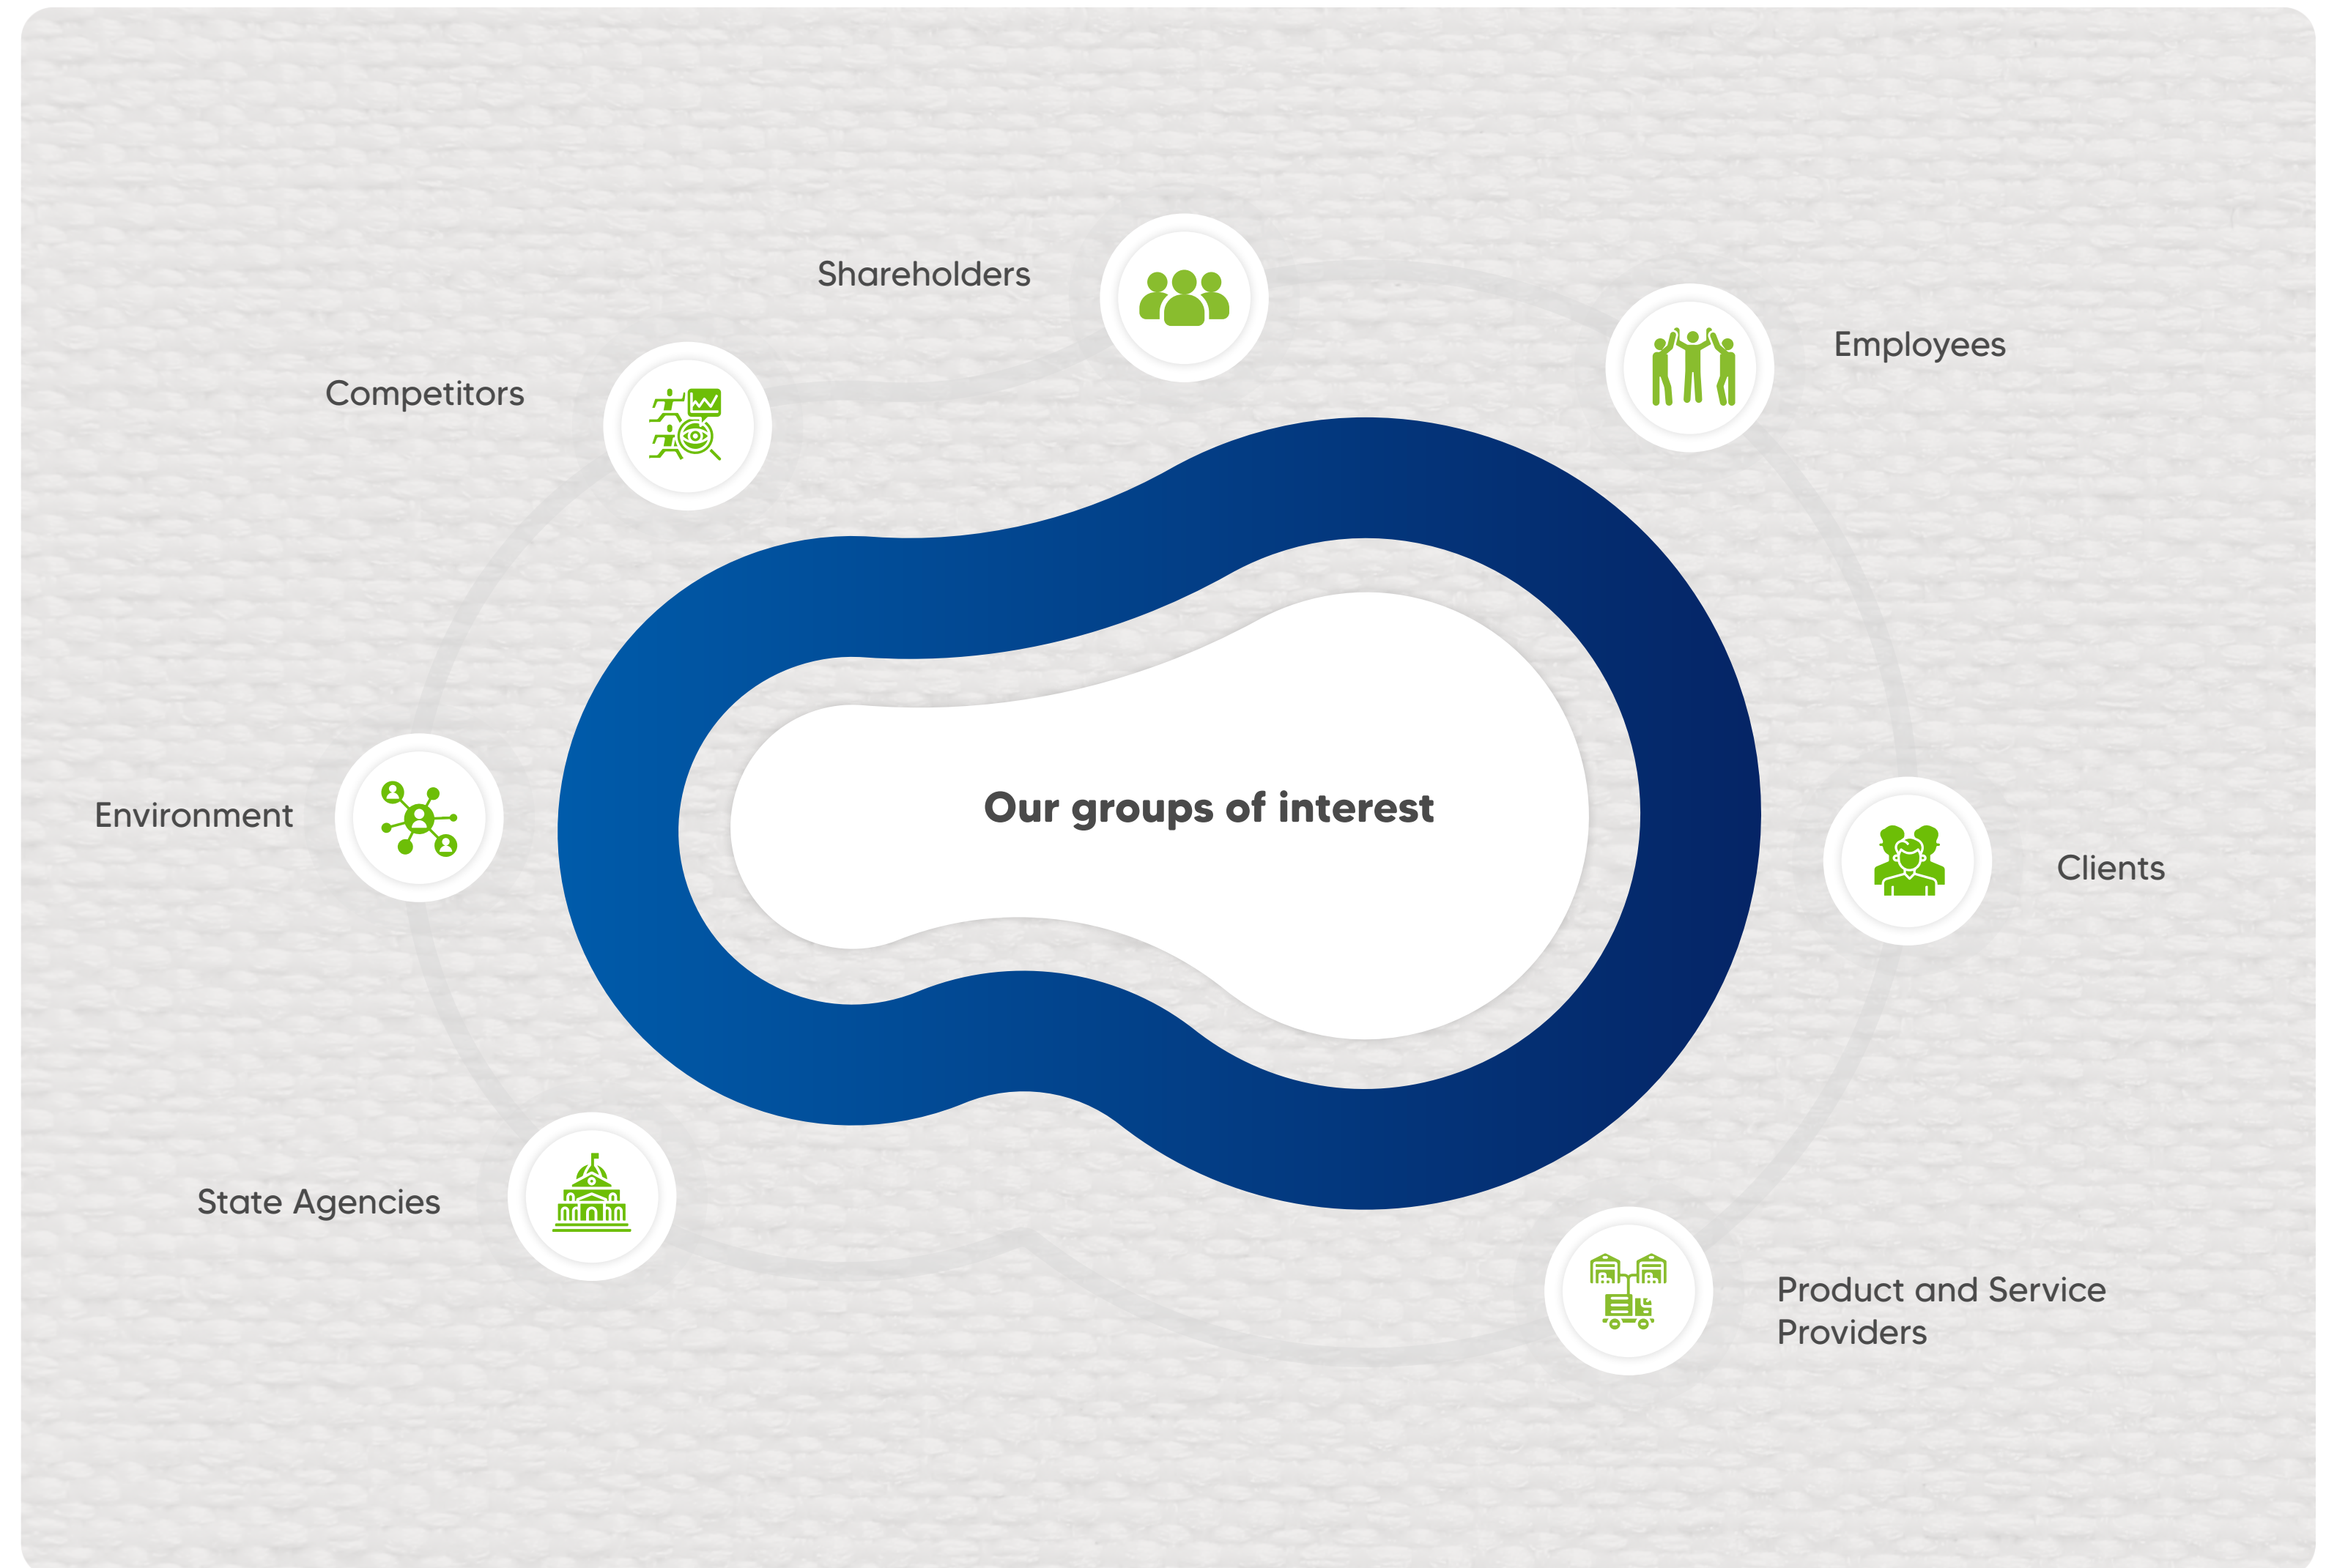 Shareholders
Employees
Competitors
Our groups of interest
Environment
Clients
State Agencies
Product and Service
Providers